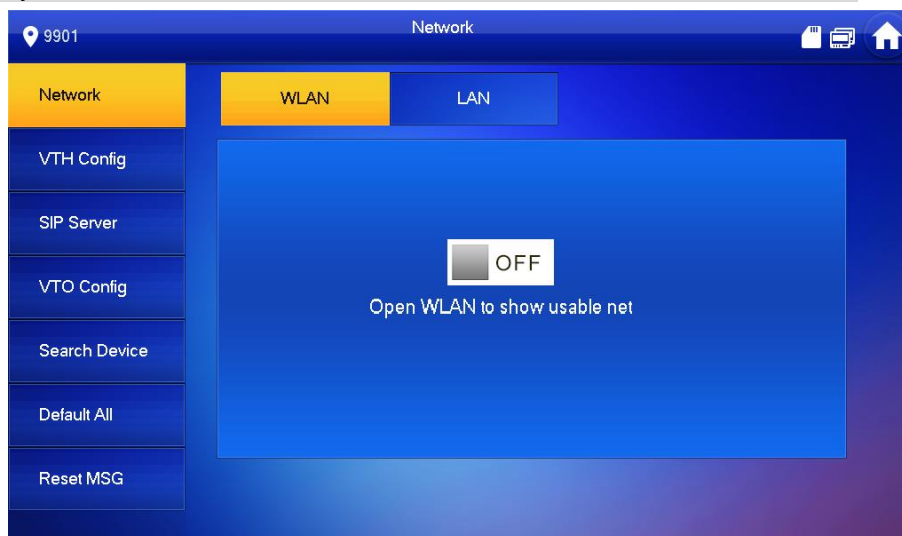 9901
Network
Network
WLAN
LAN
VTH Config
SIP Server
OFF
VTO Config
Open WLAN to show usable net
Search Device
Default All
Reset MSG